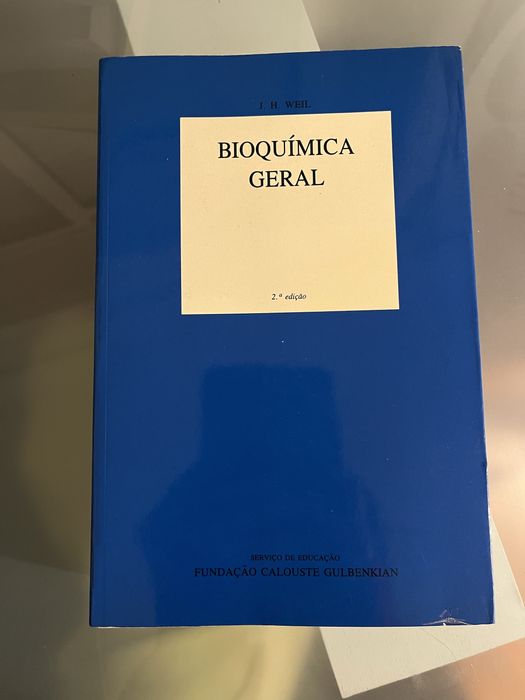 J. H. WEIL
BIOQUÍMICA
GERAL
2.ª edição
SERVIÇO DE EDUCAÇÃO
FUNDAÇÃO CALOUSTE GULBENKIAN